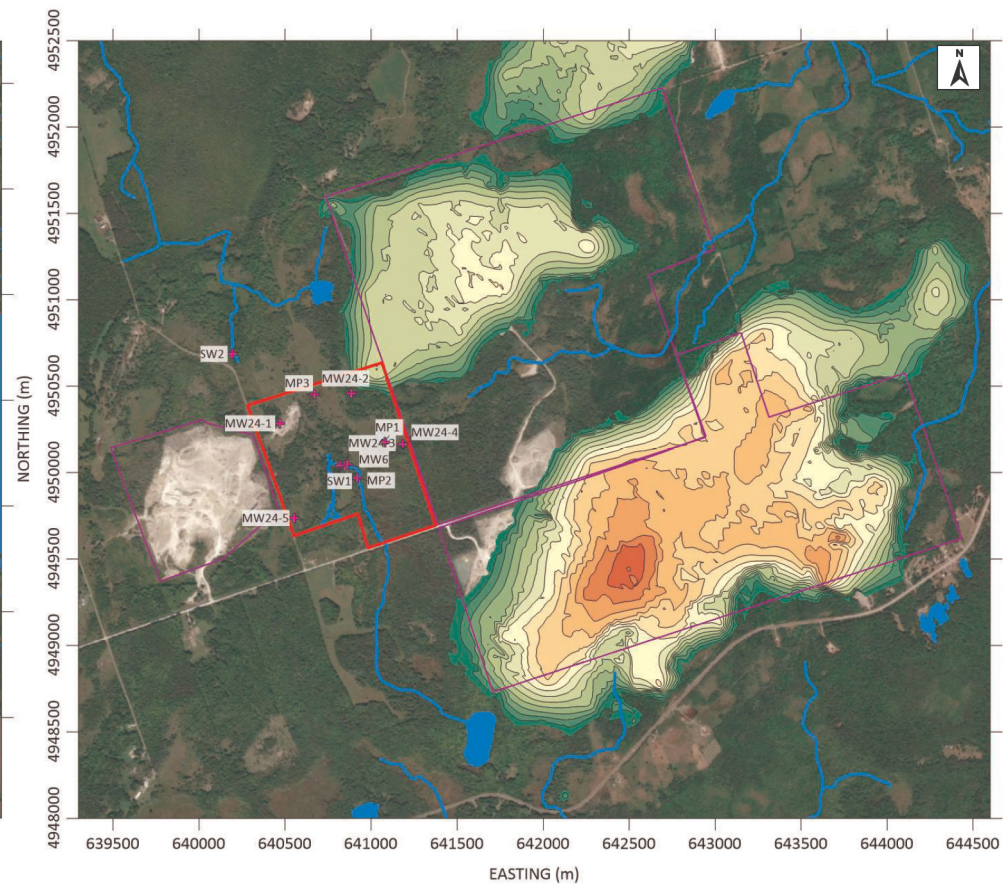 N
4952500
4952000
4951500
4951000
4950500
4950000
4949500
4949000
4948500
4948000
NORTHING (m)
SW2
MP3
MW24-2
MW24-1
MP1
MW24-4
MW24-3
MW6
SW1
MP2
MW24-5
639500
640000
640500
641000
641500
642000
642500
643000
643500
644000
644500
EASTING (m)